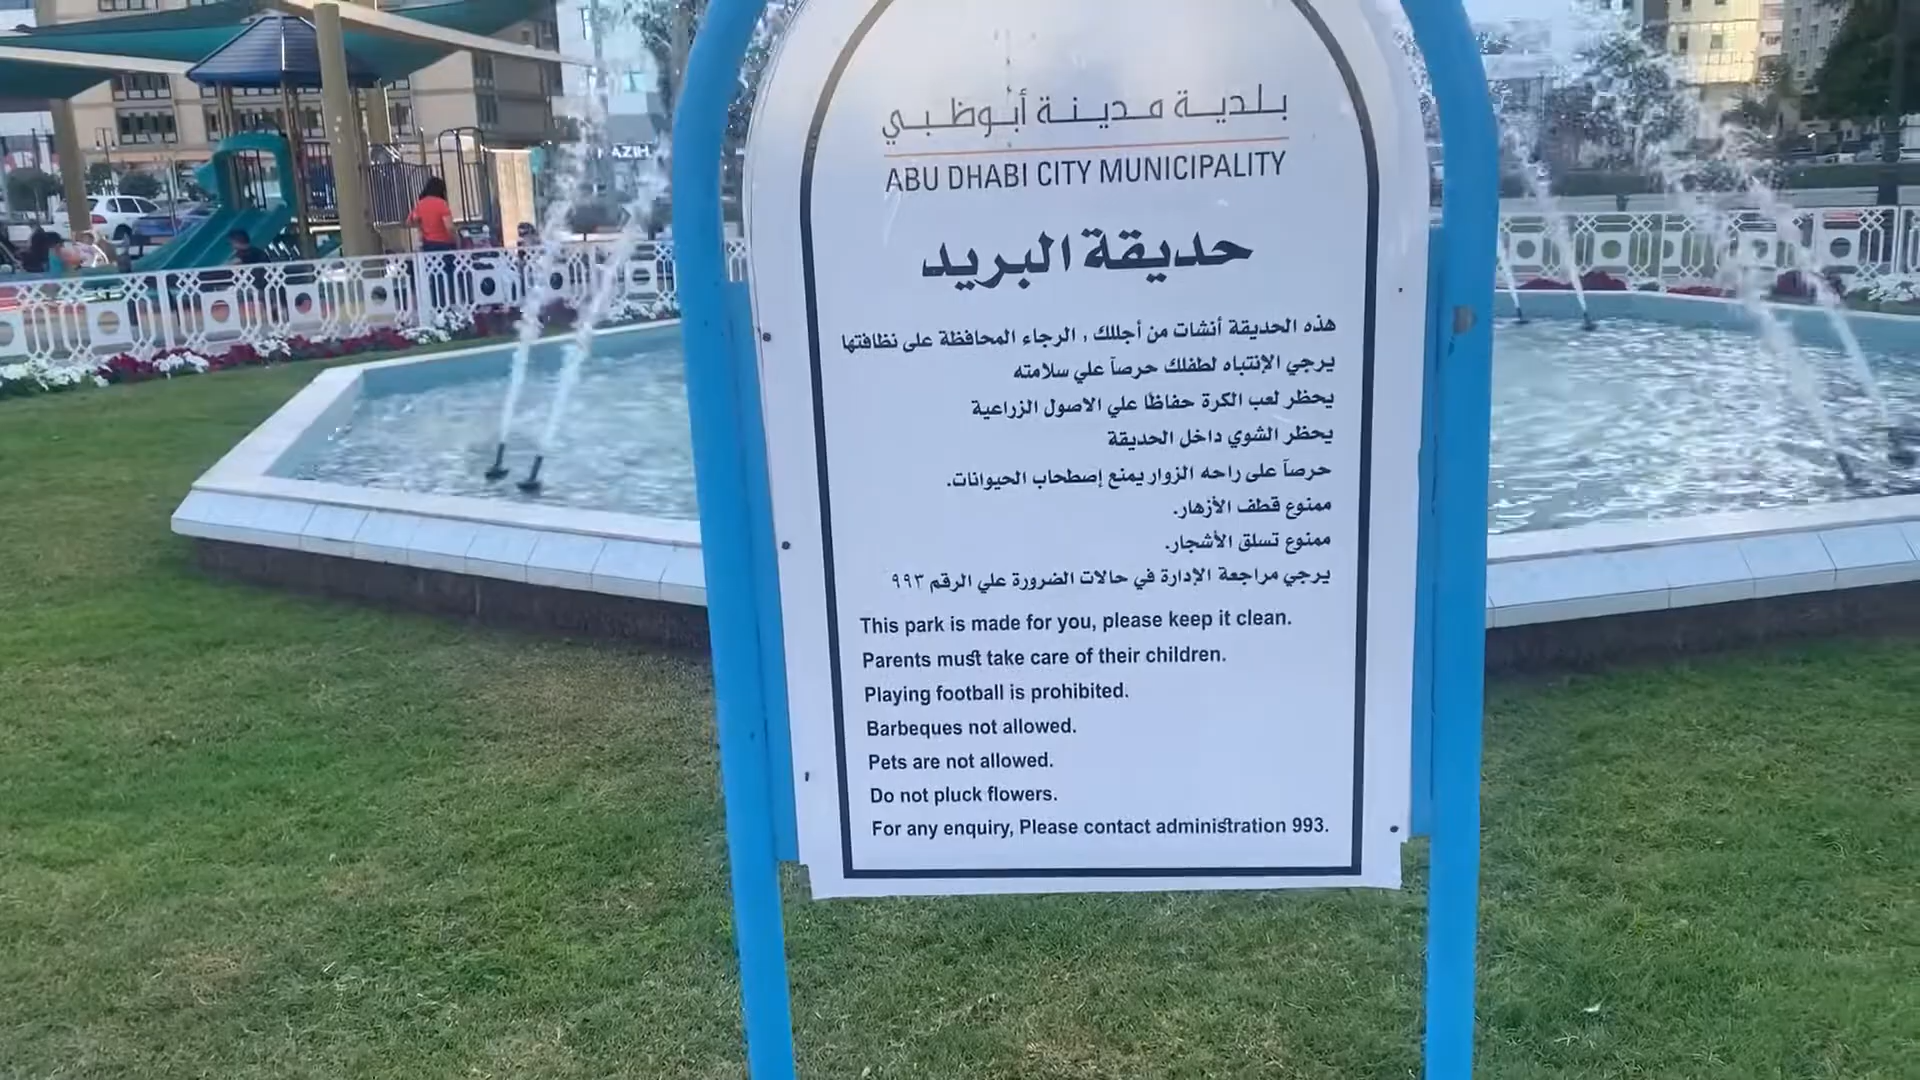 بلدية مدينة أبوظبي
ABU DHABI CITY MUNICIPALITY
حديقة البريد
هذه الحديقة أنشات من أجللك , الرجاء المحافظة على نظافتها
يرجي الإنتباه لطفلك حرصآ علي سلامته
يحظر لعب الكرة حفاظا علي الاصول الزراعية
يحظر الشوي داخل الحديقة
حرصآ على راحه الزوار يمنع إصطحاب الحيوانات.
ممنوع قطف الأزهار.
ممنوع تسلق الأشجار.
يرجي مراجعة الإدارة في حالات الضرورة علي الرقم ٩٩٣
This park is made for you, please keep it clean.
Parents must take care of their children.
Playing football is prohibited.
Barbeques not allowed.
Pets are not allowed.
Do not pluck flowers.
For any enquiry, Please contact administration 993.